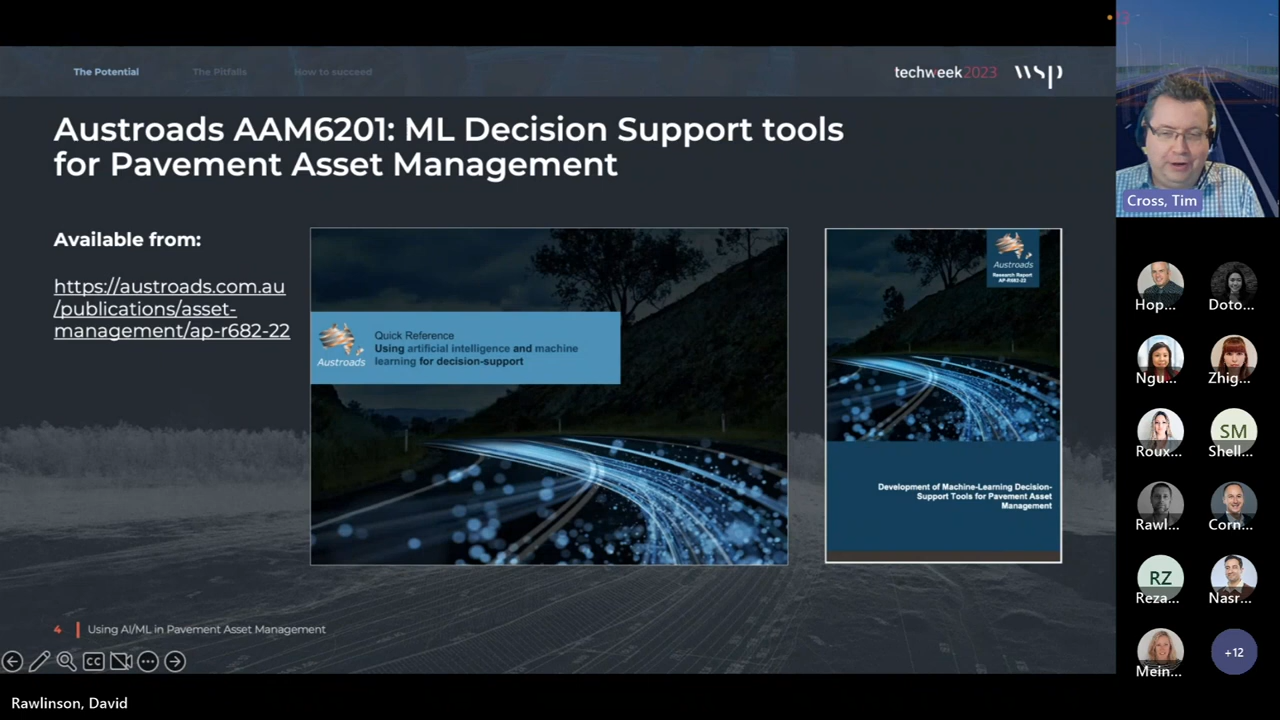 The Potential
The Pitfalls
How to succeed
techweek2023
wsp
Austroads AAM6201: ML Decision Support tools
for Pavement Asset Management
Available from:
https://austroads.com.au
/publications/asset-
management/ap-r682-22
Austroads
Quick Reference
Using artificial intelligence and machine
learning for decision-support
Austroads
Research Report
AP-R682-22
Development of Machine-Learning Decision-
Support Tools for Pavement Asset
Management
4
Using AI/ML in Pavement Asset Management
CC
Rawlinson, David
Cross, Tim
Hop...
Doto...
Ngu...
Zhig...
Roux...
SM
Shell...
Rawl...
Corn...
RZ
Reza...
Nasr...
Mein...
+12